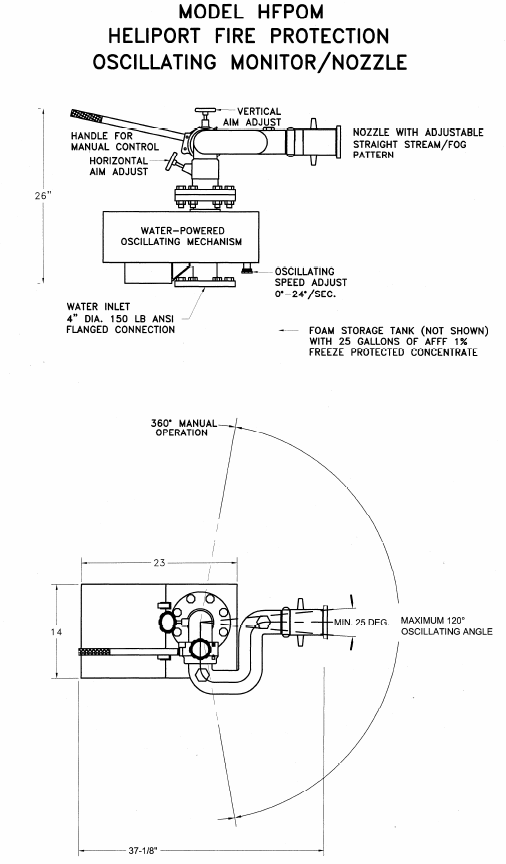 MODEL HFPOM
HELIPORT FIRE PROTECTION
OSCILLATING MONITOR/NOZZLE
VERTICAL
AIM ADJUST
HANDLE FOR
MANUAL CONTROL
HORIZONTAL
AIM ADJUST
NOZZLE WITH ADJUSTABLE
STRAIGHT STREAM/FOG
PATTERN
26"
WATER-POWERED
OSCILLATING MECHANISM
OSCILLATING
SPEED ADJUST
0°-24°/SEC.
WATER INLET
4" DIA. 150 LB ANSI
FLANGED CONNECTION
FOAM STORAGE TANK (NOT SHOWN)
WITH 25 GALLONS OF AFFF 1%
FREEZE PROTECTED CONCENTRATE
360° MANUAL
OPERATION
23
14
MIN. 25 DEG.
MAXIMUM 120°
OSCILLATING ANGLE
37-1/8"